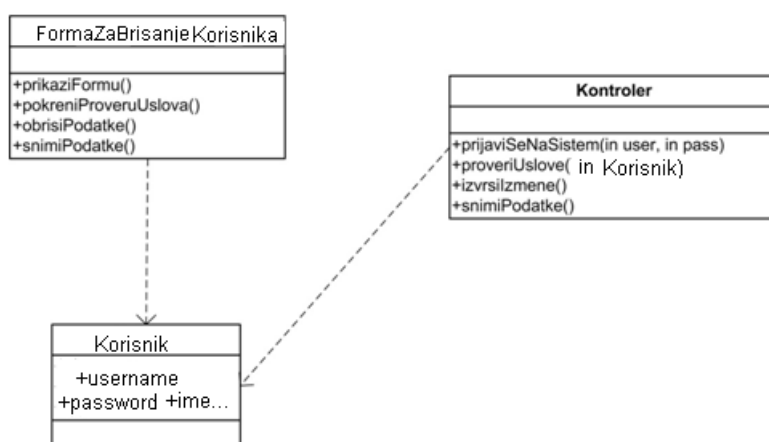 FormaZaBrisanjeKorisnika
+prikaziFormu()
+pokreniProveruUslova()
+obrisiPodatke()
+snimiPodatke()
Kontroler
+prijaviSeNaSistem(in user, in pass)
+proveriUslove( in Korisnik)
+izvrsiIzmene()
+snimiPodatke()
Korisnik
+username
+password +ime...